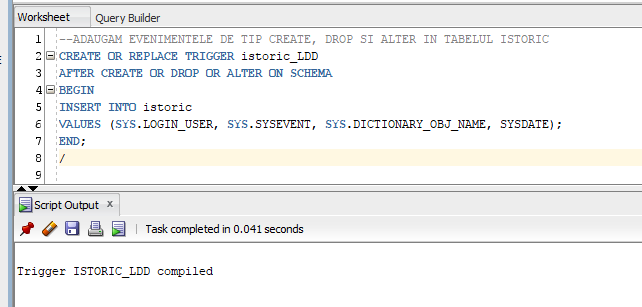 Worksheet Query Builder
1 --ADAUGAM EVENIMENTELE DE TIP CREATE, DROP SI ALTER IN TABELUL ISTORIC
2 CREATE OR REPLACE TRIGGER istoric_LDD
3 AFTER CREATE OR DROP OR ALTER ON SCHEMA
4 BEGIN
5 INSERT INTO istoric
6 VALUES (SYS.LOGIN_USER, SYS.SYSEVENT, SYS.DICTIONARY_OBJ_NAME, SYSDATE);
7 END;
8 /
9
Script Output x
Task completed in 0.041 seconds
Trigger ISTORIC_LDD compiled